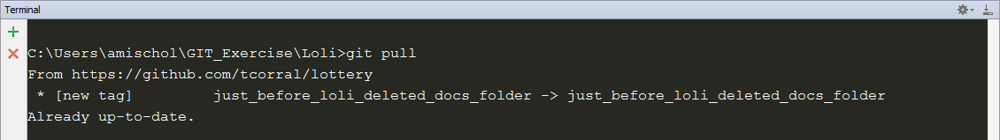 Terminal
C:\Users\amischol\GIT_Exercise\Loli>git pull
From https://github.com/tcorral/lottery
 * [new tag]         just_before_loli_deleted_docs_folder -> just_before_loli_deleted_docs_folder
Already up-to-date.